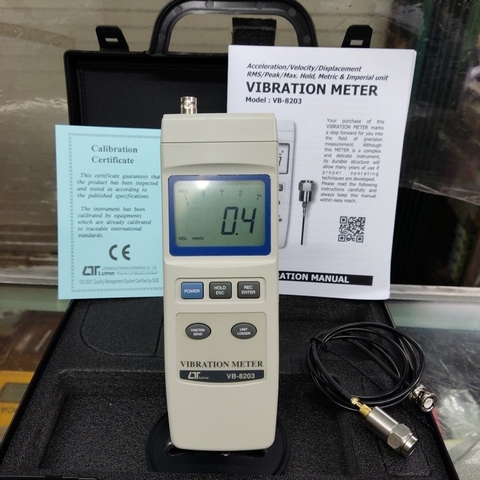 Acceleration/Velocity/Displacement
RMS/Peak/Max. Hold, Metric & Imperial unit
VIBRATION METER
Model : VB-8203
Your purchase of this
VIBRATION METER marks
a step forward for you into
the field of precision
measurement. Although
this METER is a complex
and delicate instrument,
its durable structure will
allow many years of use if
proper operating
techniques are developed.
Please read the following
instructions carefully and
always keep this manual
within easy reach.
ATION MANUAL
Calibration
Certificate
This certificate guarantees that
the product has been inspected
and tested in according to
the published specifications.
The instrument has been
calibrated by equipments
which are already calibrated
to traceable international
standards.
CE
0.4
POWER
HOLD
ESC
REC
ENTER
FUNCTION
UNIT
LOGGER
VIBRATION METER
LUTRON
VB-8203